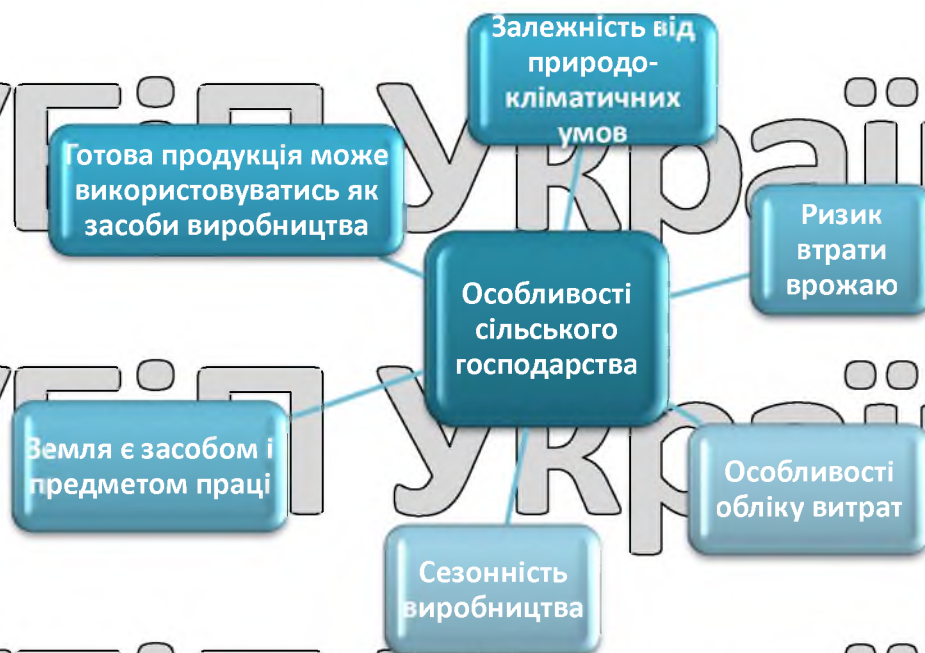 Залежність від
природо-
кліматичних
умов
Готова продукція може
використовуватись як
засоби виробництва
Ризик
втрати
врожаю
Особливості
сільського
господарства
Земля є засобом і
предметом праці
Особливості
обліку витрат
Сезонність
виробництва